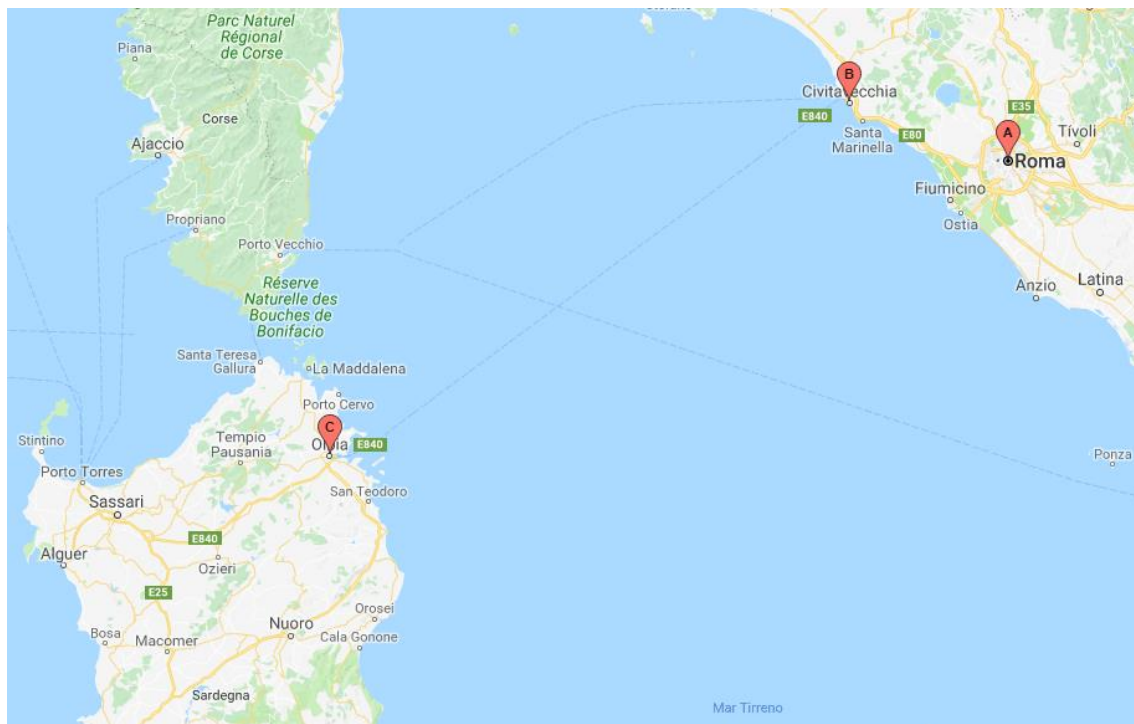 Parc Naturel
Régional
de Corse
Piana
Corse
Ajaccio
Propriano
Porto Vecchio
Réserve
Naturelle des
Bouches de
Bonifacio
B
Civitavecchia
E840
Santa
Marinella
E80
E35
A
Tívoli
Roma
Fiumicino
Ostia
Anzio
Latina
Ponza
Santa Teresa
Gallura
La Maddalena
Porto Cervo
C
Olbia
E840
Stintino
Tempio
Pausania
Porto Torres
San Teodoro
Sassari
E840
Alguer
Ozieri
E25
Orosei
Nuoro
Bosa
Macomer
Cala Gonone
Sardegna
Mar Tirreno